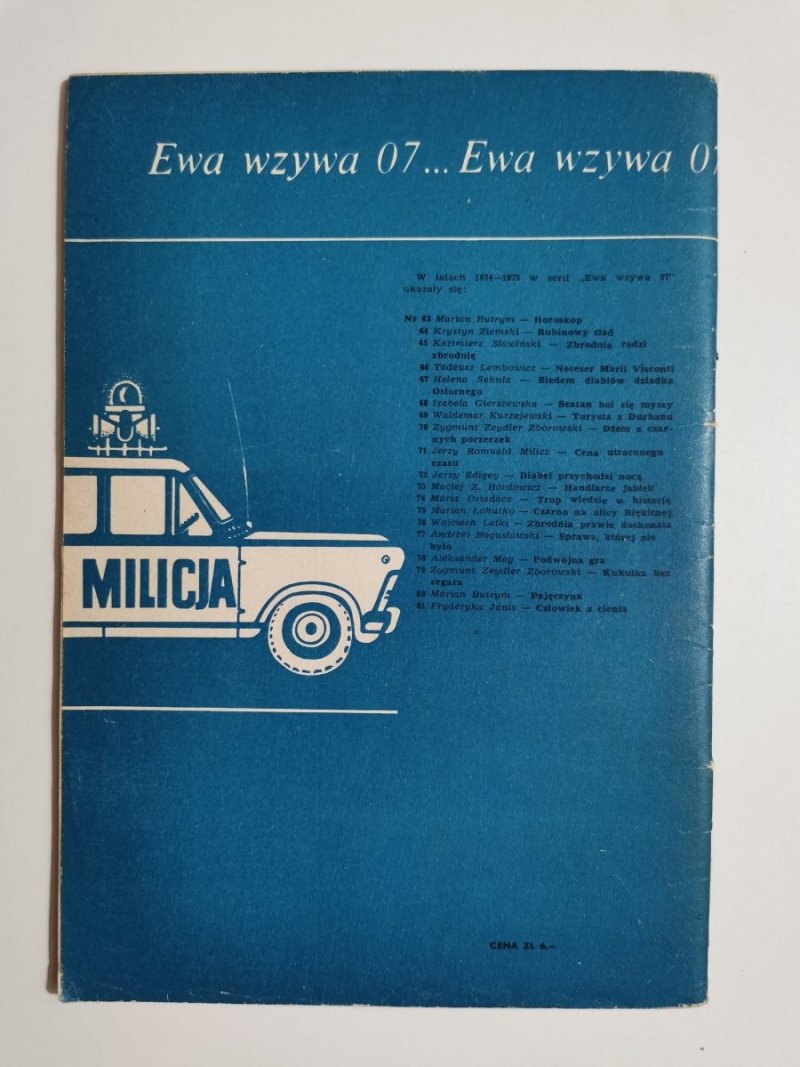 Ewa wzywa 07... Ewa wzywa 07
W latach 1974—1975 w serii „Ewa wzywa 07"
ukazały się:
Nr 63 Marian Butrym — Horoskop
64 Krystyn Ziemski — Rubinowy ślad
65 Kazimierz Sławiński — Zbrodnia rodzi
zbrodnię
66 Tadeusz Lembowicz — Neseser Marii Visconti
67 Helena Sekuła — Siedem diabłów dziadka
Osiornego
68 Izabela Gierszewska — Szatan boi się myszy
69 Waldemar Kurzejewski — Turysta z Durbanu
70 Zygmunt Zeydler Zborowski — Dżem z czar-
nych porzeczek
71 Jerzy Romuald Milicz — Cena utraconego
czasu
72 Jerzy Edigey — Diabeł przychodzi nocą
73 Maciej Z. Bordowicz — Handlarze jabłek
74 Maria Osiadacz — Trop wiedzie w historię
75 Marian Łohutko — Czarno na ulicy Błękitnej
76 Wojciech Letki — Zbrodnia prawie doskonała
77 Andrzej Bogusławski — Sprawa, której nie
było
78 Aleksander Mag — Podwójna gra
79 Zygmunt Zeydler Zborowski — Kukułka bez
zegara
80 Marian Butrym — Pajęczyna
81 Fryderyka Janis — Człowiek z cienia
MILICJA
CENA ZŁ 6.—